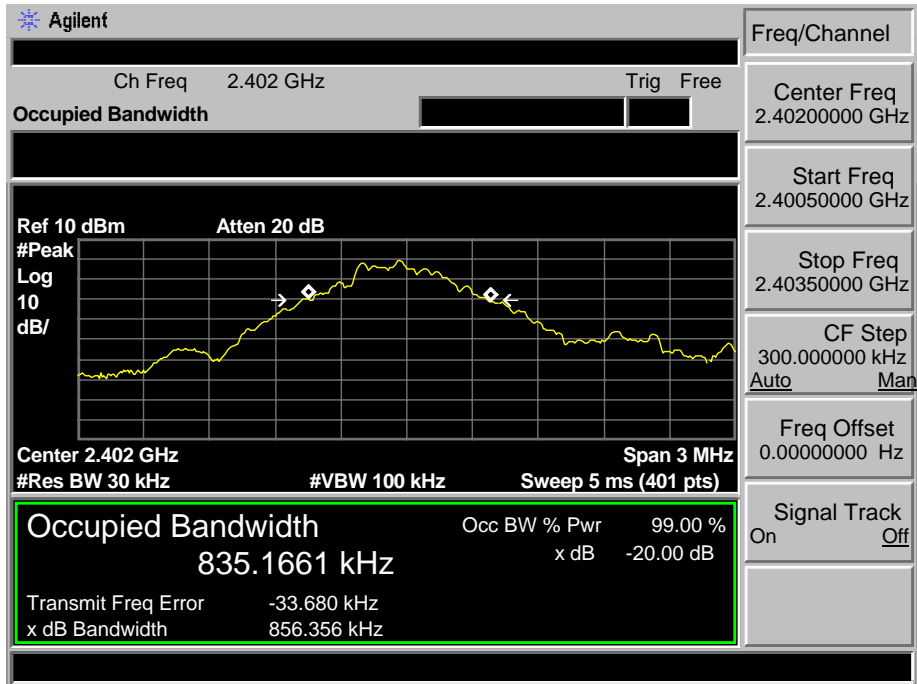 Agilent
Ch Freq 2.402 GHz Trig Free
Occupied Bandwidth
Ref 10 dBm Atten 20 dB
#Peak
Log
10
dB/
Center 2.402 GHz Span 3 MHz
#Res BW 30 kHz #VBW 100 kHz Sweep 5 ms (401 pts)
Occupied Bandwidth Occ BW % Pwr 99.00 %
835.1661 kHz x dB -20.00 dB
Transmit Freq Error -33.680 kHz
x dB Bandwidth 856.356 kHz
Freq/Channel
Center Freq
2.40200000 GHz
Start Freq
2.40050000 GHz
Stop Freq
2.40350000 GHz
CF Step
300.000000 kHz
Auto Man
Freq Offset
0.00000000 Hz
Signal Track
On Off